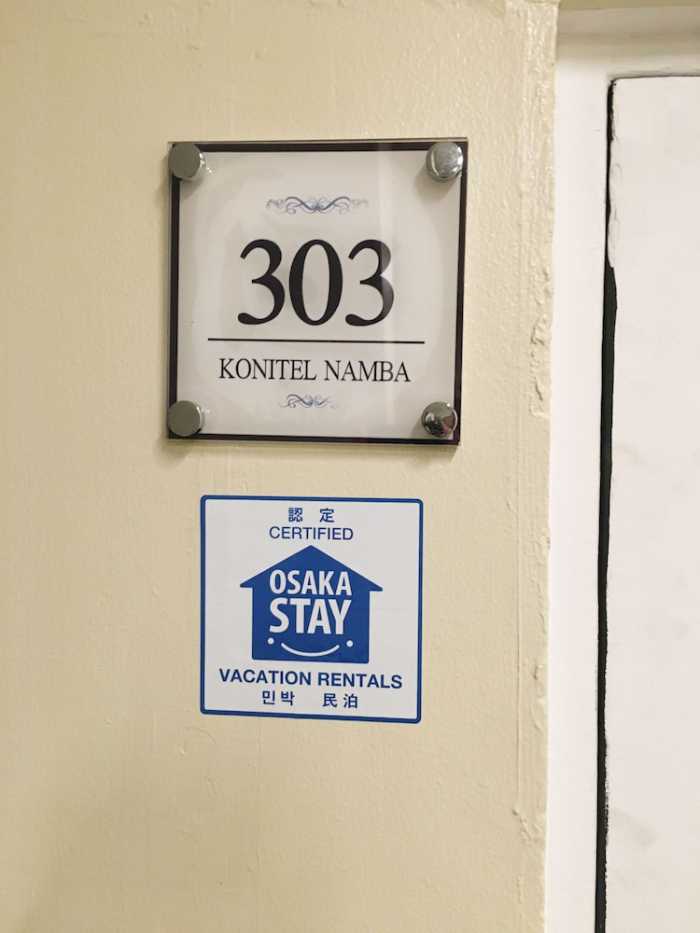 303
KONITEL NAMBA
認 定
CERTIFIED
OSAKA
STAY
VACATION RENTALS
민박 民泊